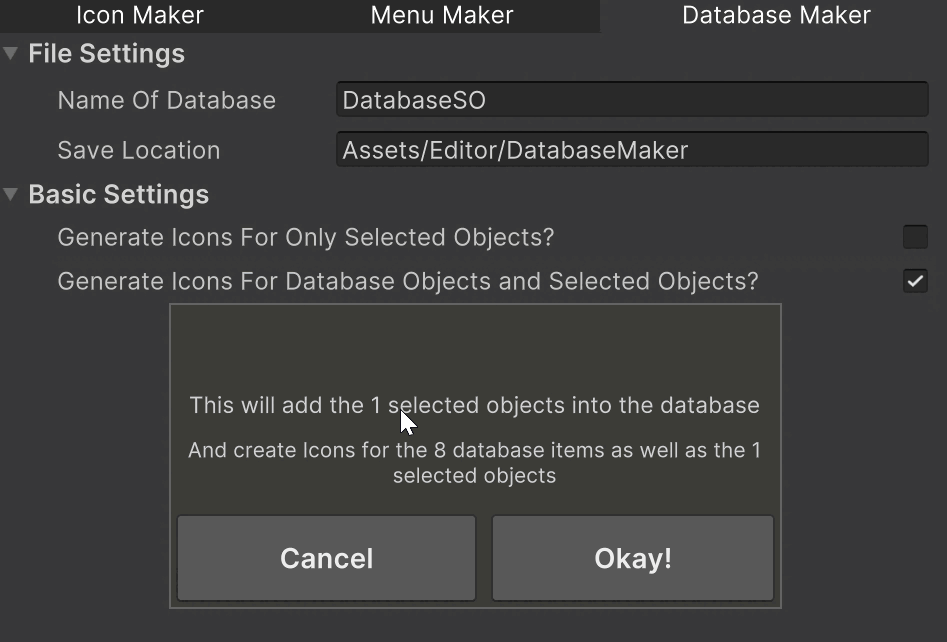 Icon Maker Menu Maker Database Maker
File Settings
Name Of Database DatabaseSO
Save Location Assets/Editor/DatabaseMaker
Basic Settings
Generate Icons For Only Selected Objects?
Generate Icons For Database Objects and Selected Objects?
This will add the 1 selected objects into the database
And create Icons for the 8 database items as well as the 1
selected objects
Cancel Okay!